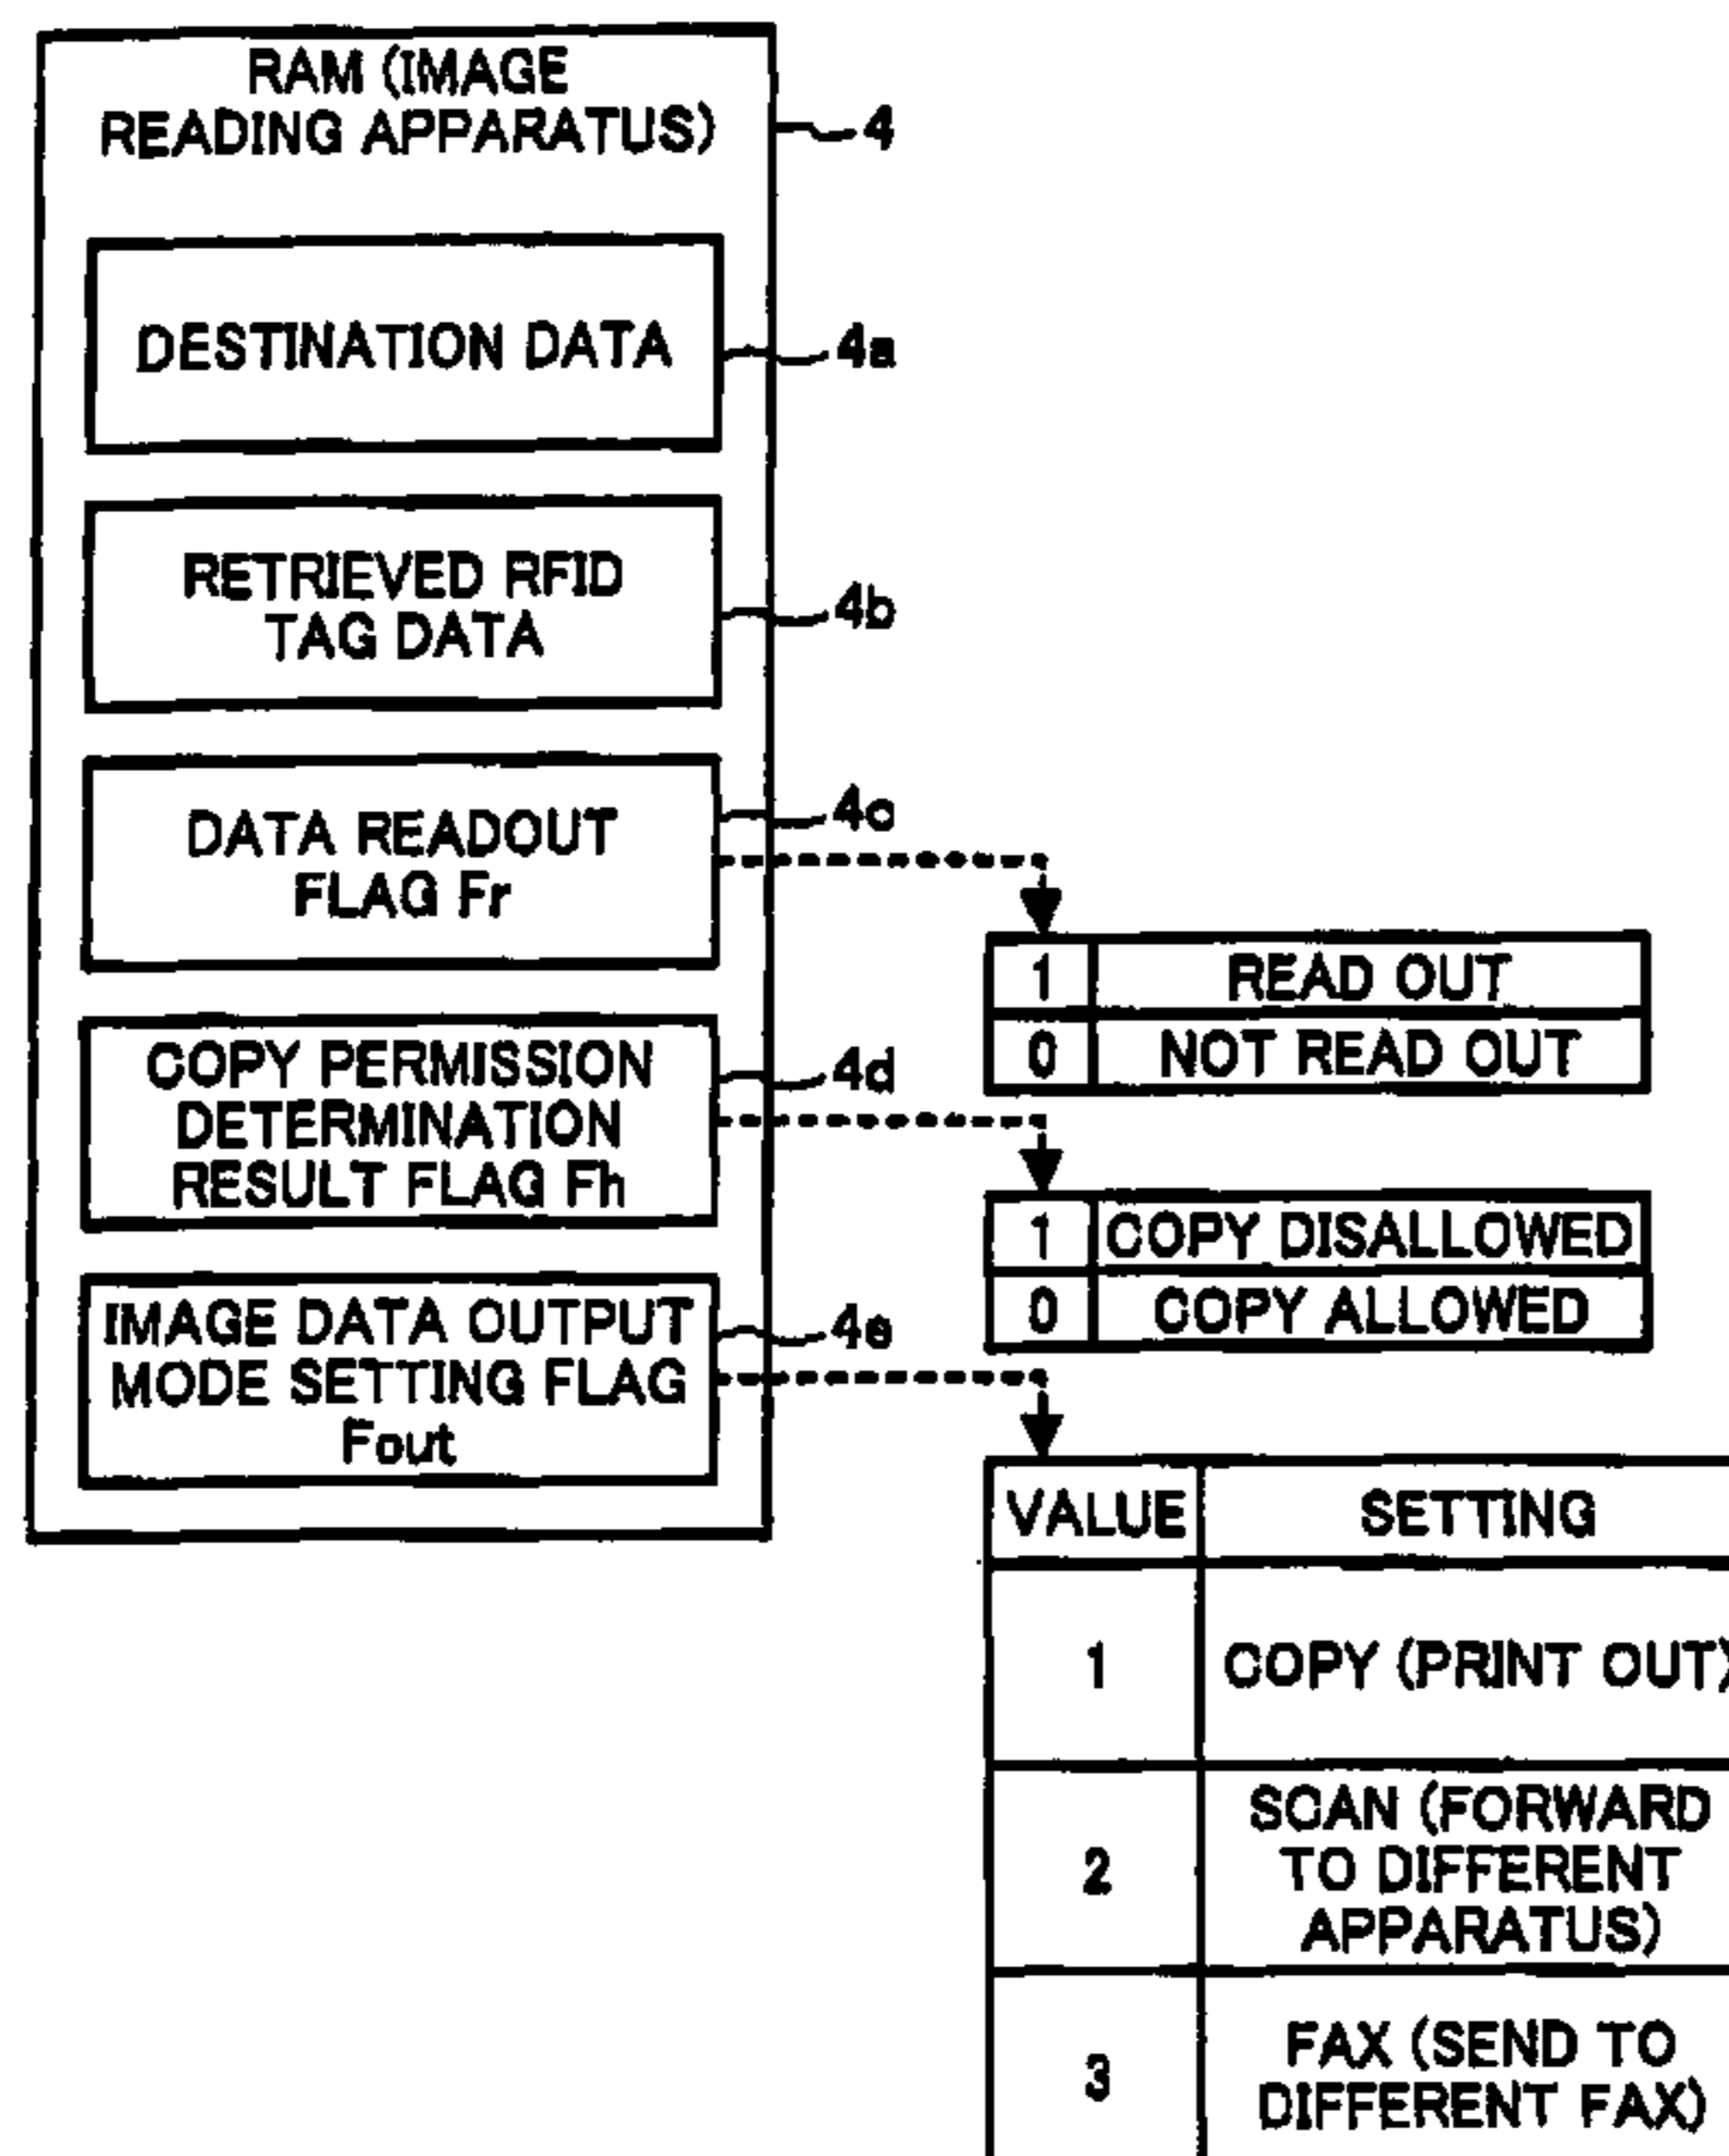 RAM (IMAGE
READING APPARATUS)
4
DESTINATION DATA
4a
RETRIEVED RFID
TAG DATA
4b
DATA READOUT
FLAG Fr
4c
1 READ OUT
0 NOT READ OUT
COPY PERMISSION
DETERMINATION
RESULT FLAG Fh
4d
1 COPY DISALLOWED
0 COPY ALLOWED
IMAGE DATA OUTPUT
MODE SETTING FLAG
Fout
4e
VALUE SETTING
1 COPY (PRINT OUT)
2 SCAN (FORWARD
TO DIFFERENT
APPARATUS)
3 FAX (SEND TO
DIFFERENT FAX)